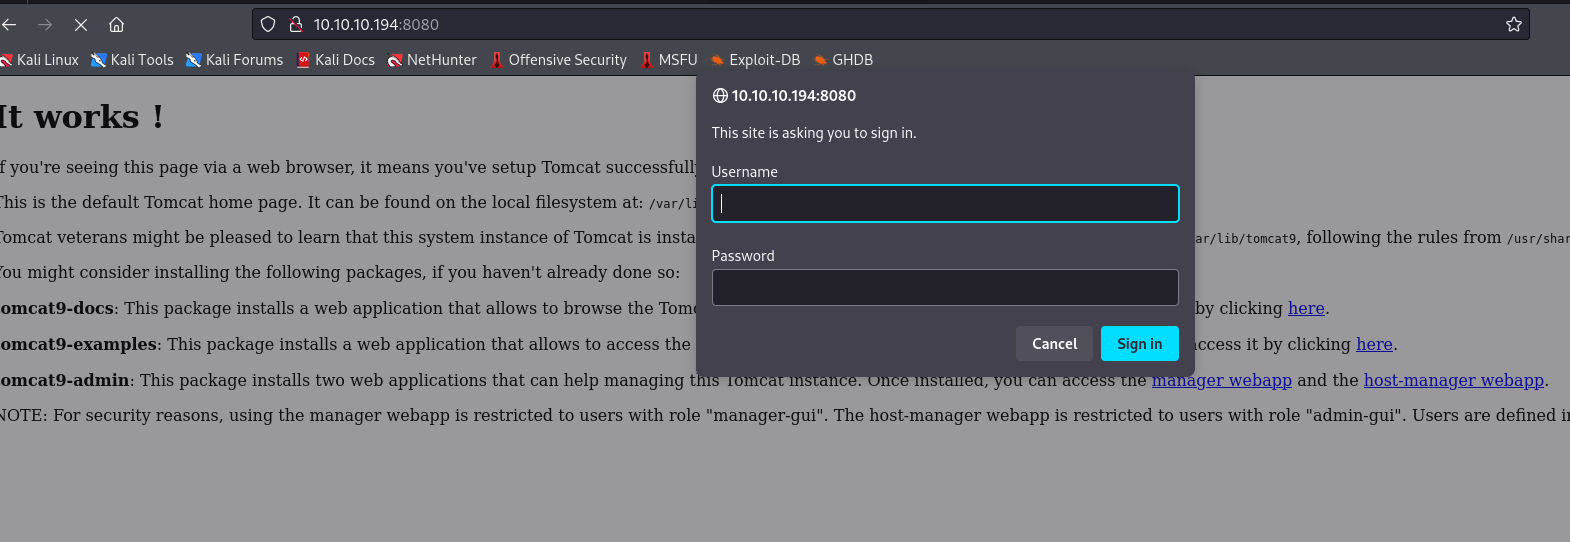 10.10.10.194:8080
Kali Linux Kali Tools Kali Forums Kali Docs NetHunter Offensive Security MSFU Exploit-DB GHDB
It works !
10.10.10.194:8080
This site is asking you to sign in.
Username
Password
Cancel Sign in
f you're seeing this page via a web browser, it means you've setup Tomcat successfully
This is the default Tomcat home page. It can be found on the local filesystem at: /var/li
Tomcat veterans might be pleased to learn that this system instance of Tomcat is insta ar/lib/tomcat9, following the rules from /usr/shar
You might consider installing the following packages, if you haven't already done so:
omcat9-docs: This package installs a web application that allows to browse the Tomc by clicking here.
omcat9-examples: This package installs a web application that allows to access the ccess it by clicking here.
omcat9-admin: This package installs two web applications that can help managing this Tomcat instance. Once installed, you can access the manager webapp and the host-manager webapp.
NOTE: For security reasons, using the manager webapp is restricted to users with role "manager-gui". The host-manager webapp is restricted to users with role "admin-gui". Users are defined i